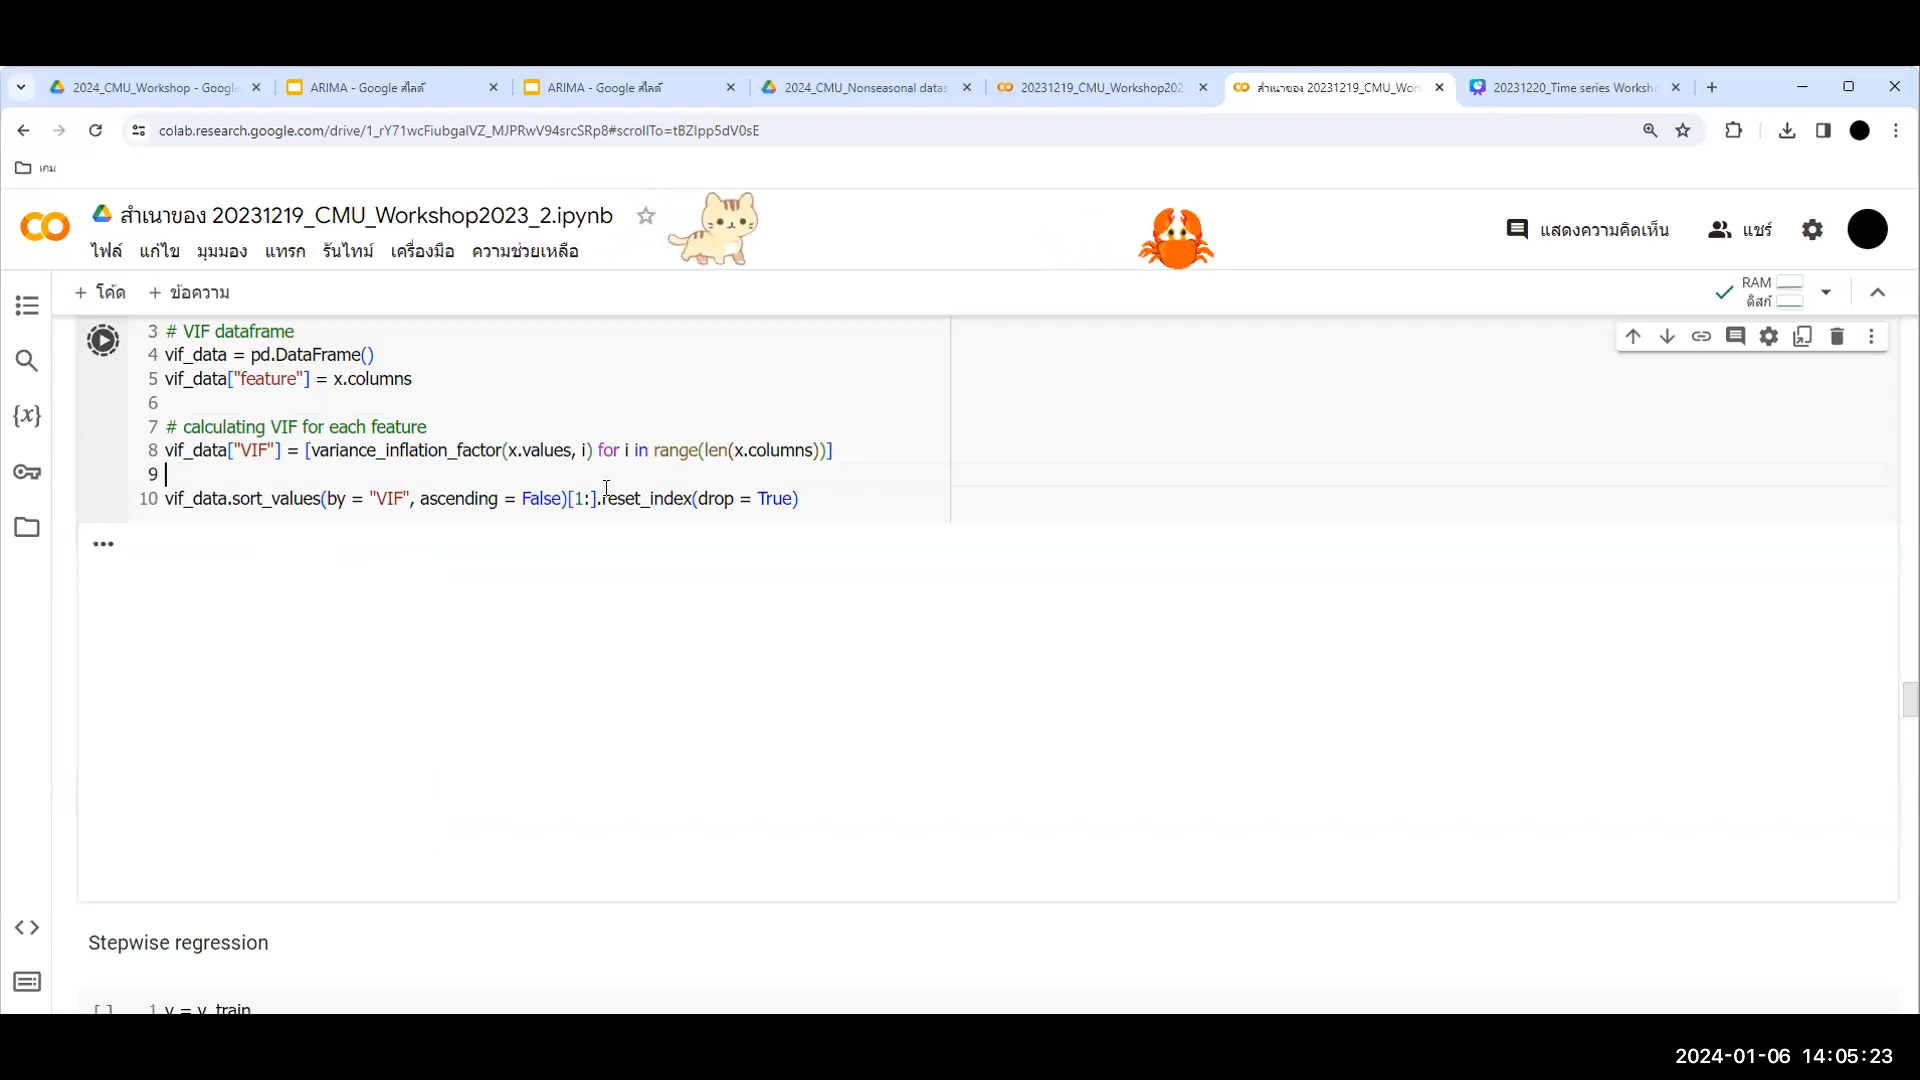 2024_CMU_Workshop - Google
ARIMA - Google สไลด์
ARIMA - Google สไลด์
2024_CMU_Nonseasonal datas
20231219_CMU_Workshop202
สำเนาของ 20231219_CMU_Wor
20231220_Time series Worksho
colab.research.google.com/drive/1_rY71wcFiubgaIVZ_MJPRwV94srcSRp8#scrollTo=tBZIpp5dV0sE
เกม
สำเนาของ 20231219_CMU_Workshop2023_2.ipynb
แสดงความคิดเห็น
แชร์
ไฟล์ แก้ไข มุมมอง แทรก รันไทม์ เครื่องมือ ความช่วยเหลือ
+ โค้ด + ข้อความ
RAM
ดิสก์
3 # VIF dataframe
4 vif_data = pd.DataFrame()
5 vif_data["feature"] = x.columns
6
7 # calculating VIF for each feature
8 vif_data["VIF"] = [variance_inflation_factor(x.values, i) for i in range(len(x.columns))]
9
10 vif_data.sort_values(by = "VIF", ascending = False)[1:].reset_index(drop = True)
Stepwise regression
[ ] 1 y = y_train
2024-01-06 14:05:23